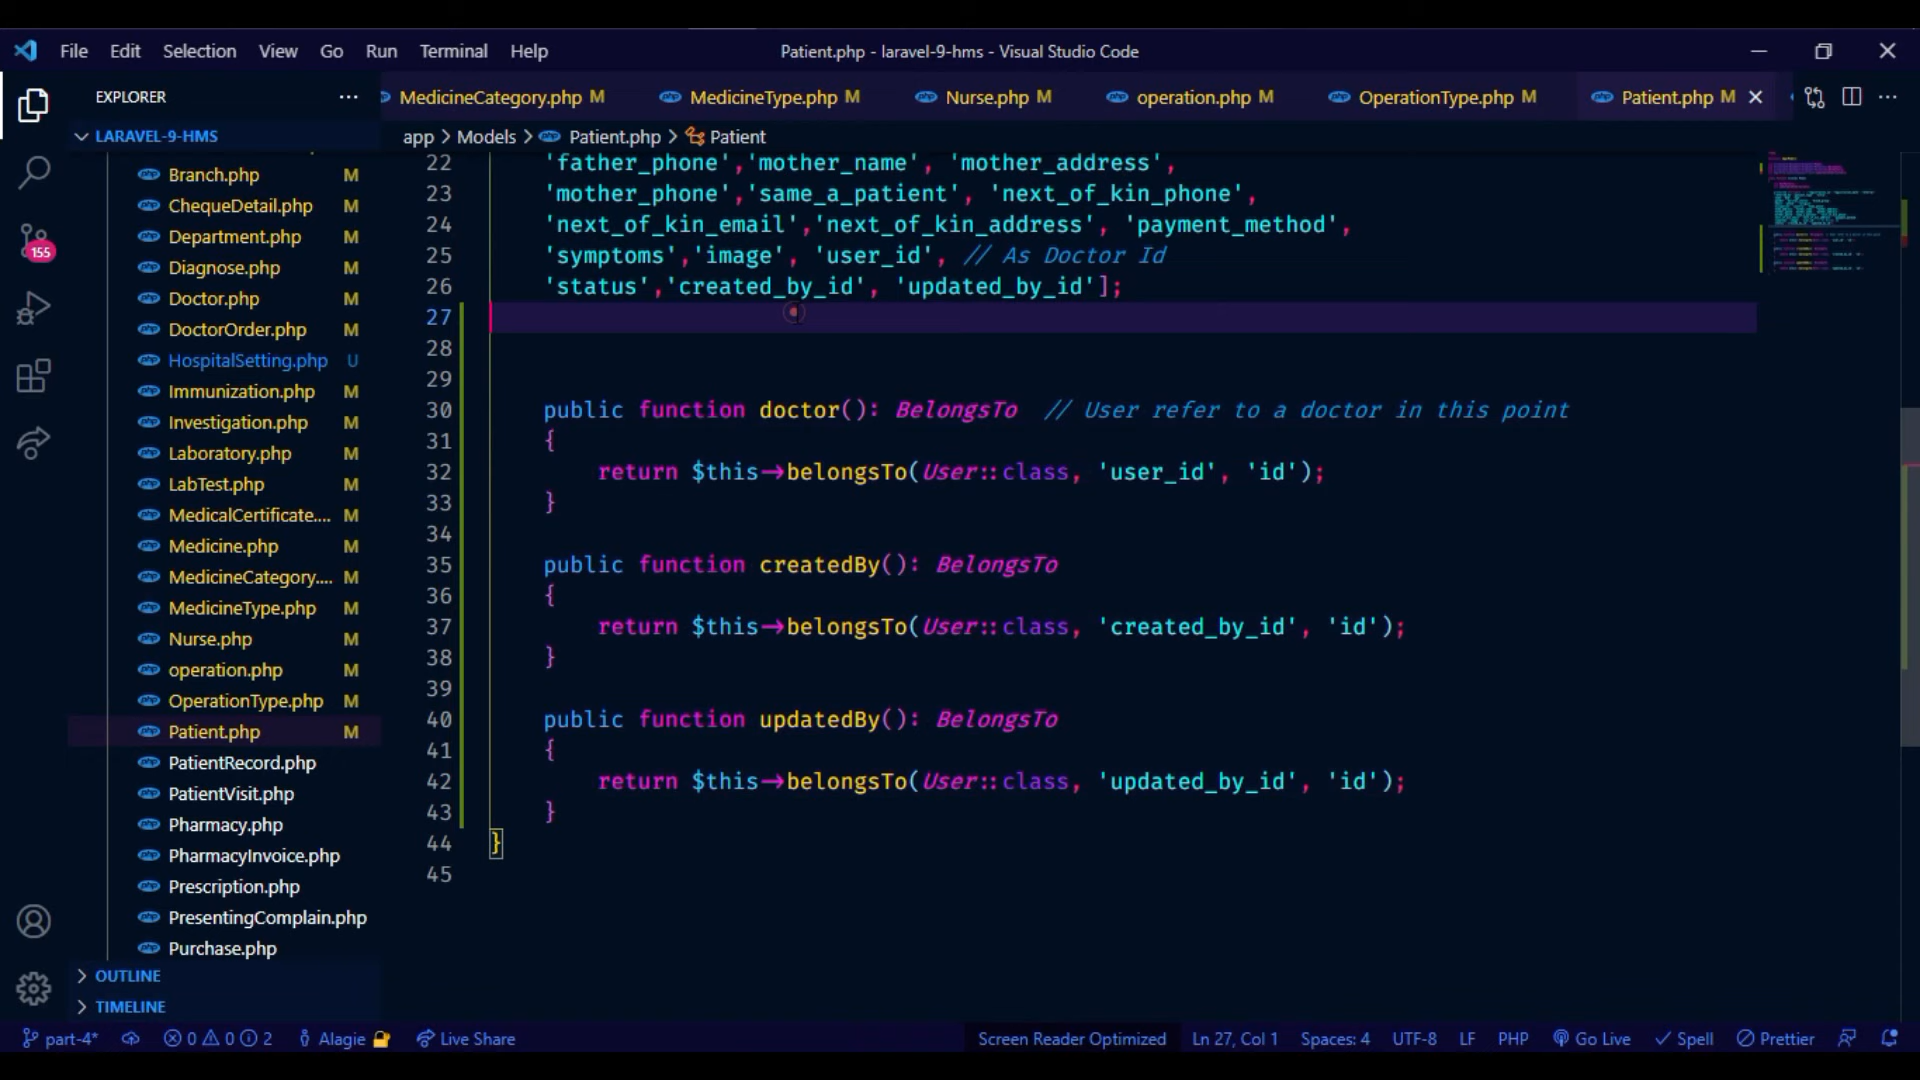 File Edit Selection View Go Run Terminal Help
Patient.php - laravel-9-hms - Visual Studio Code
EXPLORER
MedicineCategory.php M MedicineType.php M Nurse.php M operation.php M OperationType.php M Patient.php M
LARAVEL-9-HMS
app > Models > Patient.php > Patient
Branch.php M
ChequeDetail.php M
Department.php M
Diagnose.php M
Doctor.php M
DoctorOrder.php M
HospitalSetting.php U
Immunization.php M
Investigation.php M
Laboratory.php M
LabTest.php M
MedicalCertificate.... M
Medicine.php M
MedicineCategory.... M
MedicineType.php M
Nurse.php M
operation.php M
OperationType.php M
Patient.php M
PatientRecord.php
PatientVisit.php
Pharmacy.php
PharmacyInvoice.php
Prescription.php
PresentingComplain.php
Purchase.php
OUTLINE
TIMELINE
155
22 'father_phone','mother_name', 'mother_address',
23 'mother_phone','same_a_patient', 'next_of_kin_phone',
24 'next_of_kin_email','next_of_kin_address', 'payment_method',
25 'symptoms','image', 'user_id', // As Doctor Id
26 'status','created_by_id', 'updated_by_id'];
27
28
29
30 public function doctor(): BelongsTo // User refer to a doctor in this point
31 {
32 return $this->belongsTo(User::class, 'user_id', 'id');
33 }
34
35 public function createdBy(): BelongsTo
36 {
37 return $this->belongsTo(User::class, 'created_by_id', 'id');
38 }
39
40 public function updatedBy(): BelongsTo
41 {
42 return $this->belongsTo(User::class, 'updated_by_id', 'id');
43 }
44 }
45
part-4* 0 0 2 Alagie Live Share Screen Reader Optimized Ln 27, Col 1 Spaces: 4 UTF-8 LF PHP Go Live Spell Prettier